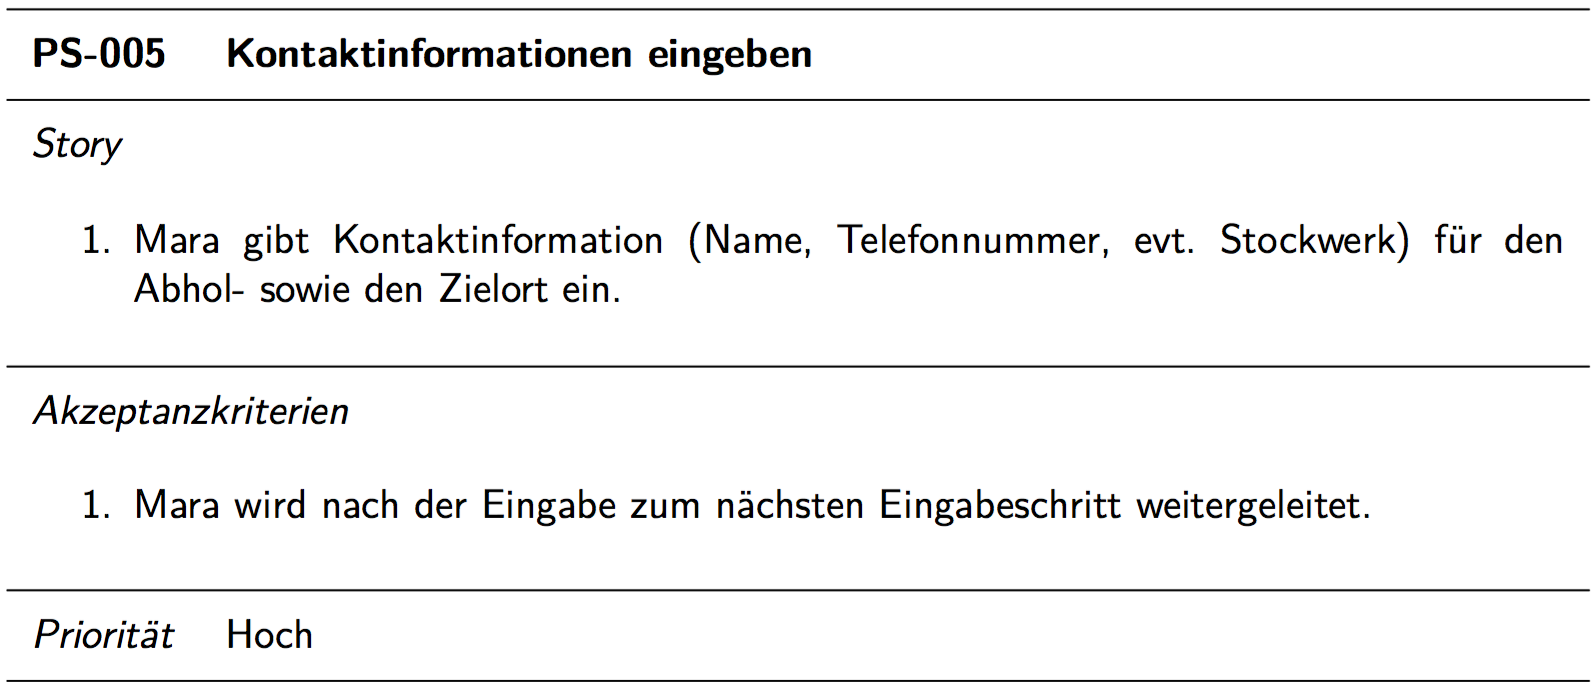 PS-005 Kontaktinformationen eingeben
Story
1. Mara gibt Kontaktinformation (Name, Telefonnummer, evt. Stockwerk) für den
Abhol- sowie den Zielort ein.
Akzeptanzkriterien
1. Mara wird nach der Eingabe zum nächsten Eingabeschritt weitergeleitet.
Priorität Hoch